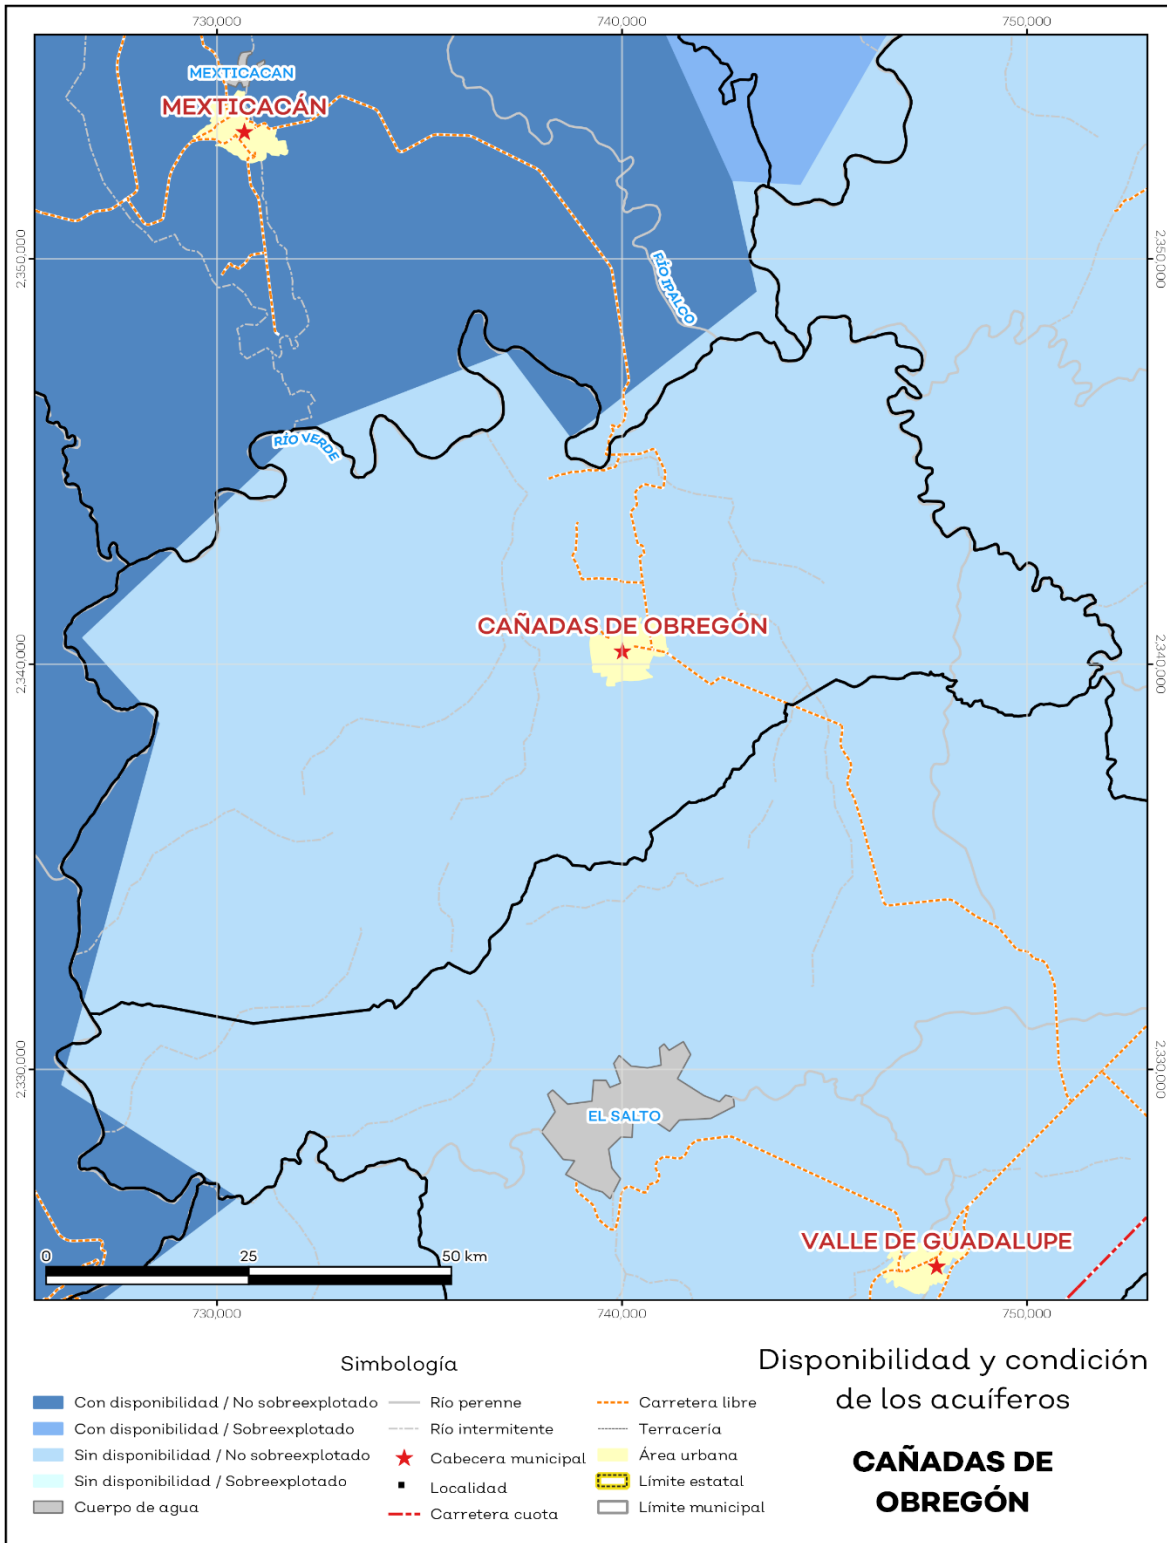 730,000
740,000
750,000
MEXTICACAN
MEXTICACÁN
2,350,000
2,350,000
RÍO IPALCO
RÍO VERDE
CAÑADAS DE OBREGÓN
2,340,000
2,340,000
2,330,000
2,330,000
EL SALTO
VALLE DE GUADALUPE
0
25
50 km
730,000
740,000
750,000
Simbología
Con disponibilidad / No sobreexplotado
Con disponibilidad / Sobreexplotado
Sin disponibilidad / No sobreexplotado
Sin disponibilidad / Sobreexplotado
Cuerpo de agua
Río perenne
Río intermitente
Cabecera municipal
Localidad
Carretera cuota
Carretera libre
Terracería
Área urbana
Límite estatal
Límite municipal
Disponibilidad y condición
de los acuíferos
CAÑADAS DE
OBREGÓN